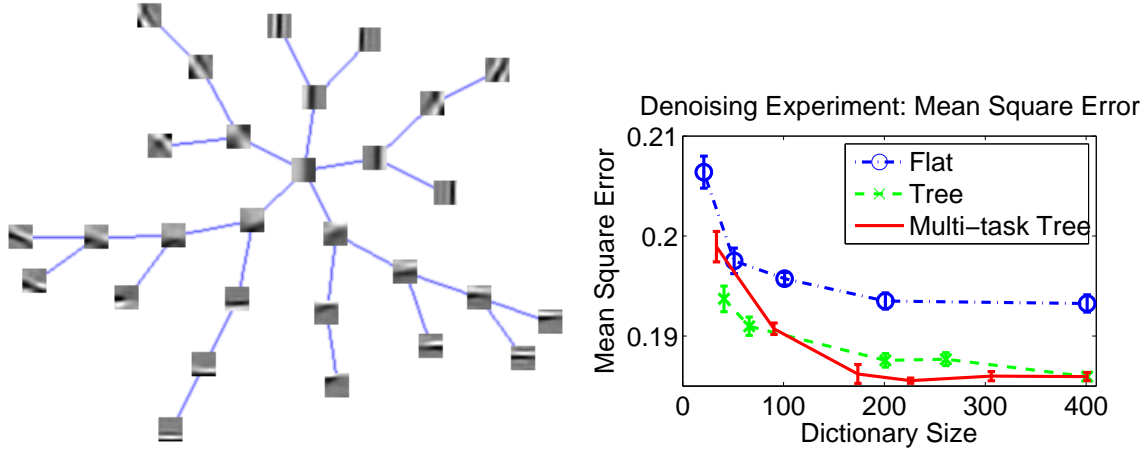 Denoising Experiment: Mean Square Error
Mean Square Error
0.21
0.2
0.19
Flat
Tree
Multi−task Tree
0 100 200 300 400
Dictionary Size